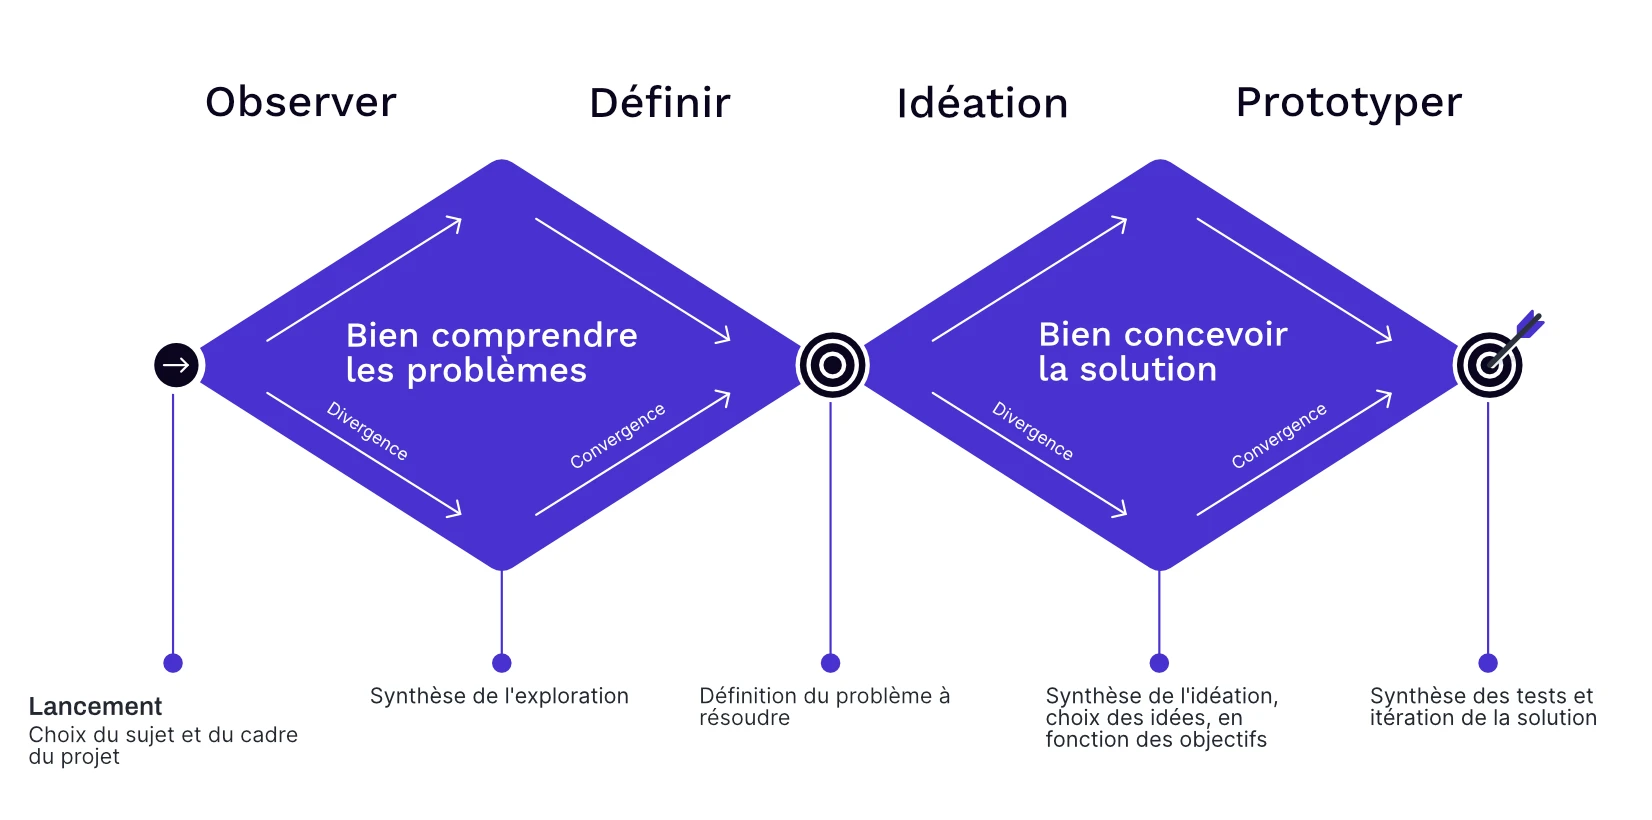 Observer
Définir
Idéation
Prototyper
Bien comprendre
les problèmes
Divergence
Convergence
Bien concevoir
la solution
Divergence
Convergence
Lancement
Choix du sujet et du cadre
du projet
Synthèse de l'exploration
Définition du problème à
résoudre
Synthèse de l'idéation,
choix des idées, en
fonction des objectifs
Synthèse des tests et
itération de la solution